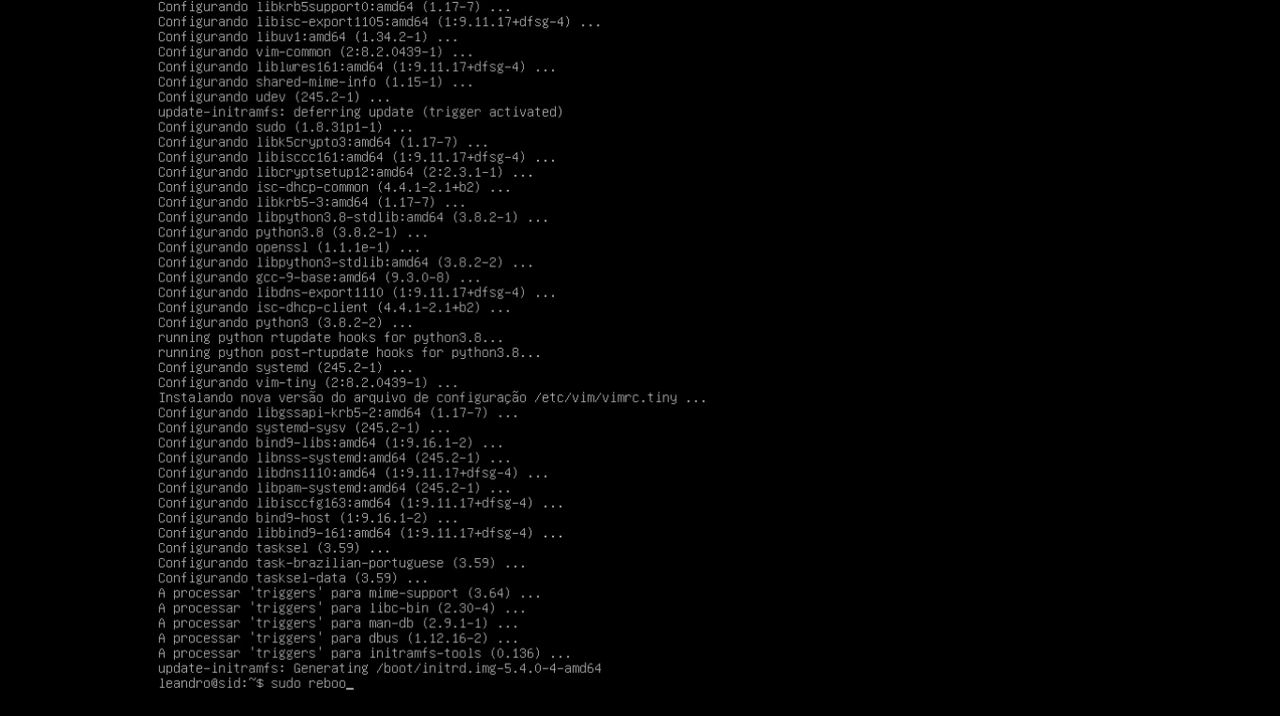 Configurando libkrb5support0:amd64 (1.17-7) ...
Configurando libisc-export1105:amd64 (1:9.11.17+dfsg-4) ...
Configurando libuv1:amd64 (1.34.2-1) ...
Configurando vim-common (2:8.2.0439-1) ...
Configurando liblwres161:amd64 (1:9.11.17+dfsg-4) ...
Configurando shared-mime-info (1.15-1) ...
Configurando udev (245.2-1) ...
update-initramfs: deferring update (trigger activated)
Configurando sudo (1.8.31p1-1) ...
Configurando libk5crypto3:amd64 (1.17-7) ...
Configurando libisccc161:amd64 (1:9.11.17+dfsg-4) ...
Configurando libcryptsetup12:amd64 (2:2.3.1-1) ...
Configurando isc-dhcp-common (4.4.1-2.1+b2) ...
Configurando libkrb5-3:amd64 (1.17-7) ...
Configurando libpython3.8-stdlib:amd64 (3.8.2-1) ...
Configurando python3.8 (3.8.2-1) ...
Configurando openssl (1.1.1e-1) ...
Configurando libpython3-stdlib:amd64 (3.8.2-2) ...
Configurando gcc-9-base:amd64 (9.3.0-8) ...
Configurando libdns-export1110 (1:9.11.17+dfsg-4) ...
Configurando isc-dhcp-client (4.4.1-2.1+b2) ...
Configurando python3 (3.8.2-2) ...
running python rtupdate hooks for python3.8...
running python post-rtupdate hooks for python3.8...
Configurando systemd (245.2-1) ...
Configurando vim-tiny (2:8.2.0439-1) ...
Instalando nova versão do arquivo de configuração /etc/vim/vimrc.tiny ...
Configurando libgssapi-krb5-2:amd64 (1.17-7) ...
Configurando systemd-sysv (245.2-1) ...
Configurando bind9-libs:amd64 (1:9.16.1-2) ...
Configurando libnss-systemd:amd64 (245.2-1) ...
Configurando libdns1110:amd64 (1:9.11.17+dfsg-4) ...
Configurando libpam-systemd:amd64 (245.2-1) ...
Configurando libisccfg163:amd64 (1:9.11.17+dfsg-4) ...
Configurando bind9-host (1:9.16.1-2) ...
Configurando libbind9-161:amd64 (1:9.11.17+dfsg-4) ...
Configurando tasksel (3.59) ...
Configurando task-brazilian-portuguese (3.59) ...
Configurando tasksel-data (3.59) ...
A processar 'triggers' para mime-support (3.64) ...
A processar 'triggers' para libc-bin (2.30-4) ...
A processar 'triggers' para man-db (2.9.1-1) ...
A processar 'triggers' para dbus (1.12.16-2) ...
A processar 'triggers' para initramfs-tools (0.136) ...
update-initramfs: Generating /boot/initrd.img-5.4.0-4-amd64
leandro@sid:~$ sudo reboo_